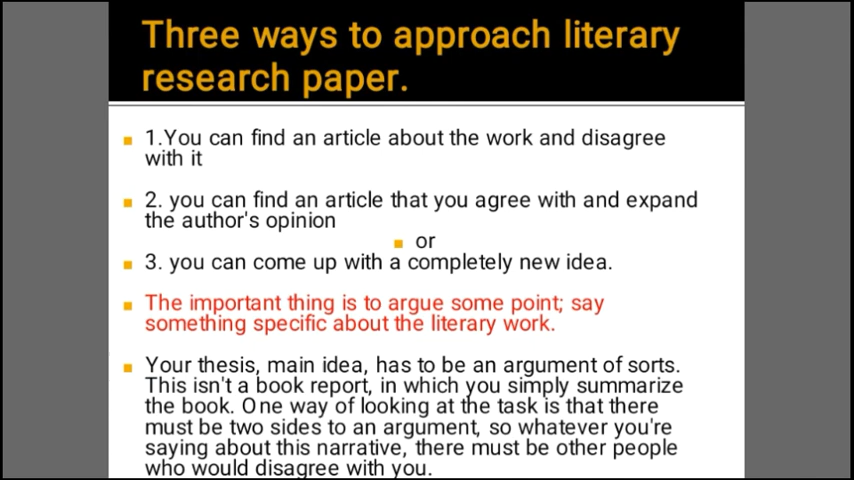 Three ways to approach literary
research paper.
1.You can find an article about the work and disagree
with it
2. you can find an article that you agree with and expand
the author's opinion
or
3. you can come up with a completely new idea.
The important thing is to argue some point; say
something specific about the literary work.
Your thesis, main idea, has to be an argument of sorts.
This isn't a book report, in which you simply summarize
the book. One way of looking at the task is that there
must be two sides to an argument, so whatever you're
saying about this narrative, there must be other people
who would disagree with you.